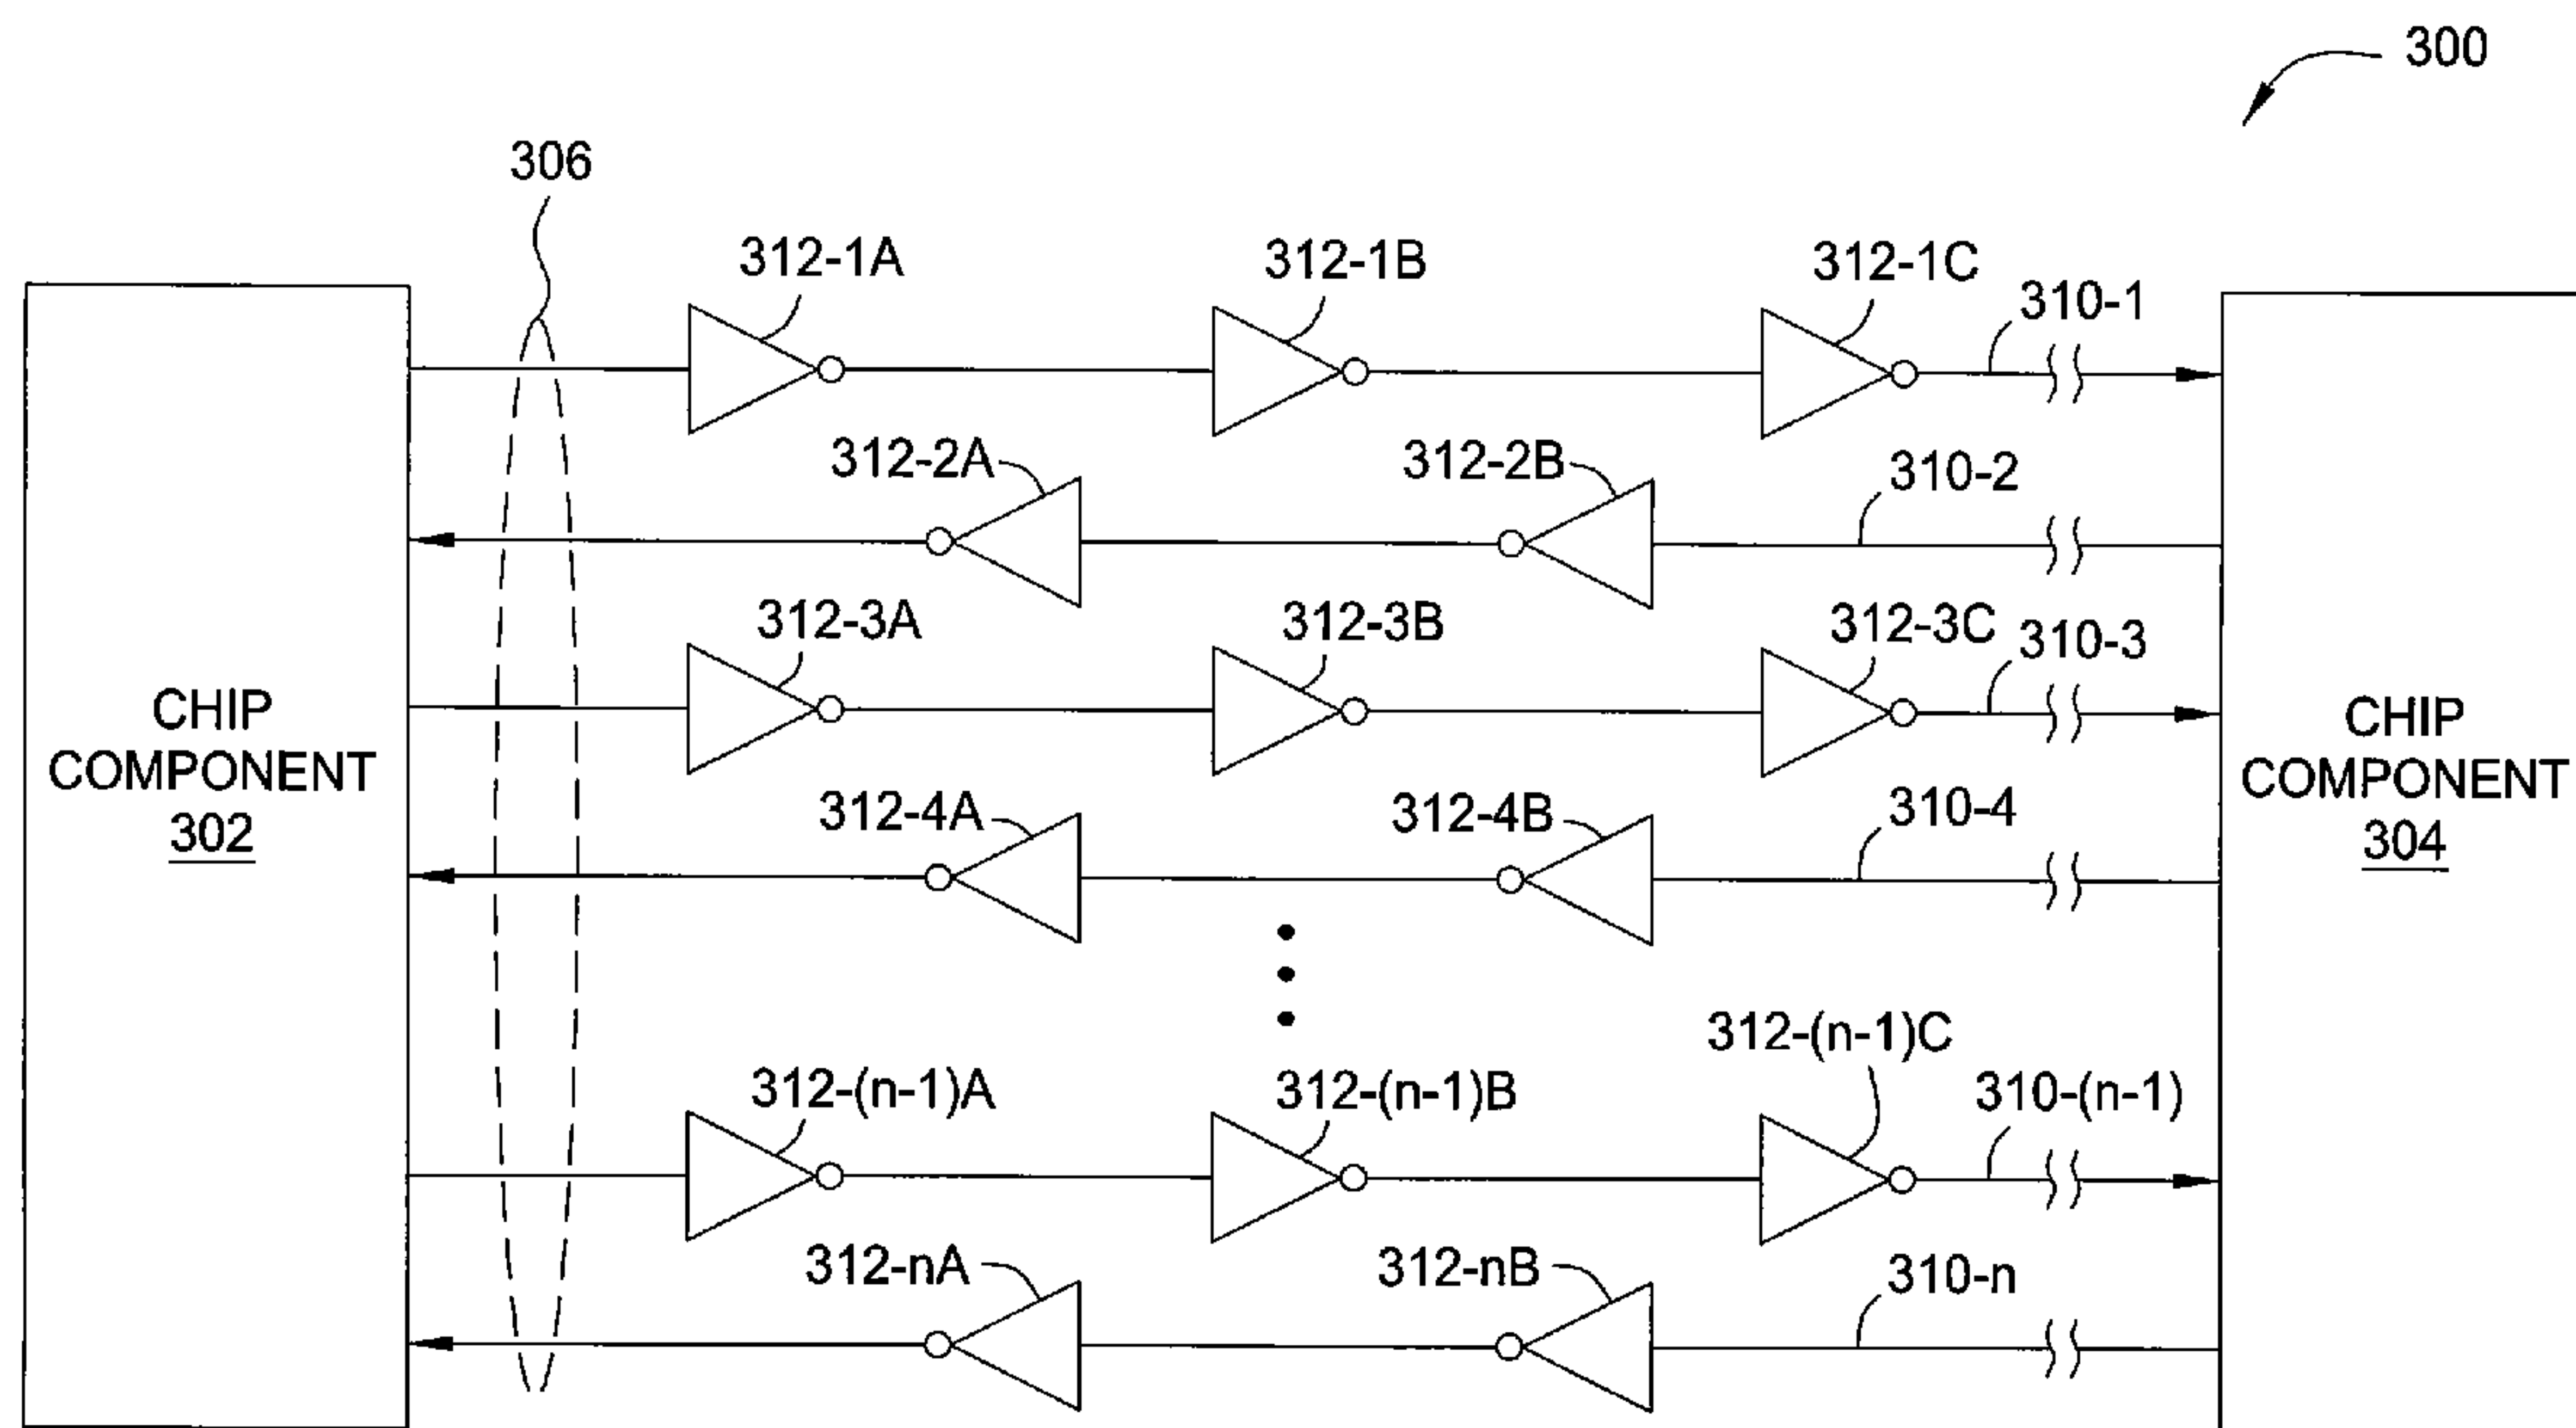 300
306
312-1A
312-1B
312-1C
310-1
312-2A
312-2B
310-2
312-3A
312-3B
312-3C
310-3
CHIP
COMPONENT
302
CHIP
COMPONENT
304
312-4A
312-4B
310-4
312-(n-1)A
312-(n-1)B
312-(n-1)C
310-(n-1)
312-nA
312-nB
310-n